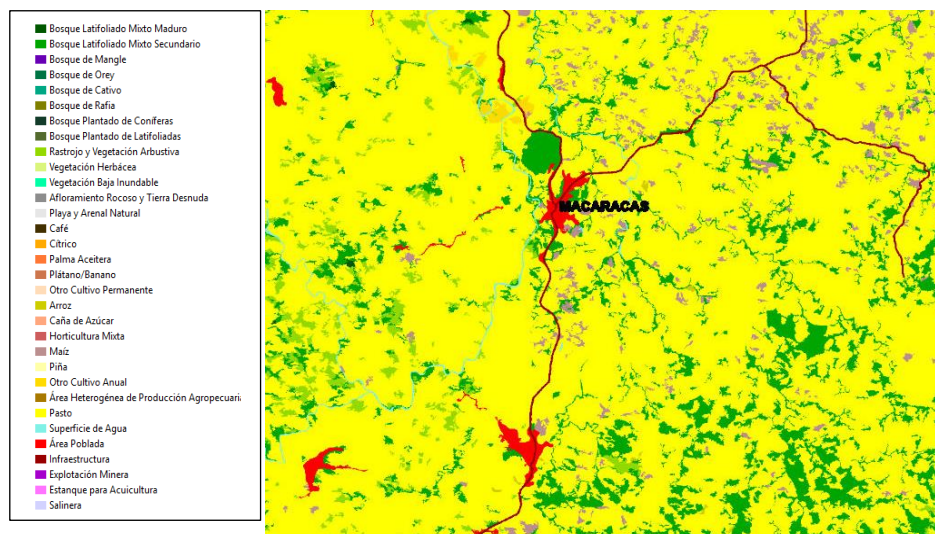 Bosque Latifoliado Mixto Maduro
Bosque Latifoliado Mixto Secundario
Bosque de Mangle
Bosque de Orey
Bosque de Cativo
Bosque de Rafia
Bosque Plantado de Coníferas
Bosque Plantado de Latifoliadas
Rastrojo y Vegetación Arbustiva
Vegetación Herbácea
Vegetación Baja Inundable
Afloramiento Rocoso y Tierra Desnuda
Playa y Arenal Natural
Café
Cítrico
Palma Aceitera
Plátano/Banano
Otro Cultivo Permanente
Arroz
Caña de Azúcar
Horticultura Mixta
Maíz
Piña
Otro Cultivo Anual
Área Heterogénea de Producción Agropecuari
Pasto
Superficie de Agua
Área Poblada
Infraestructura
Explotación Minera
Estanque para Acuicultura
Salinera
MACARACAS